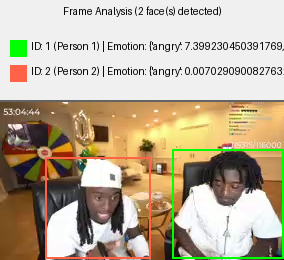 Frame Analysis (2 face(s) detected)
ID: 1 (Person 1) | Emotion: {'angry': 7.399230450391769,
ID: 2 (Person 2) | Emotion: {'angry': 0.007029090082763
53:04:44